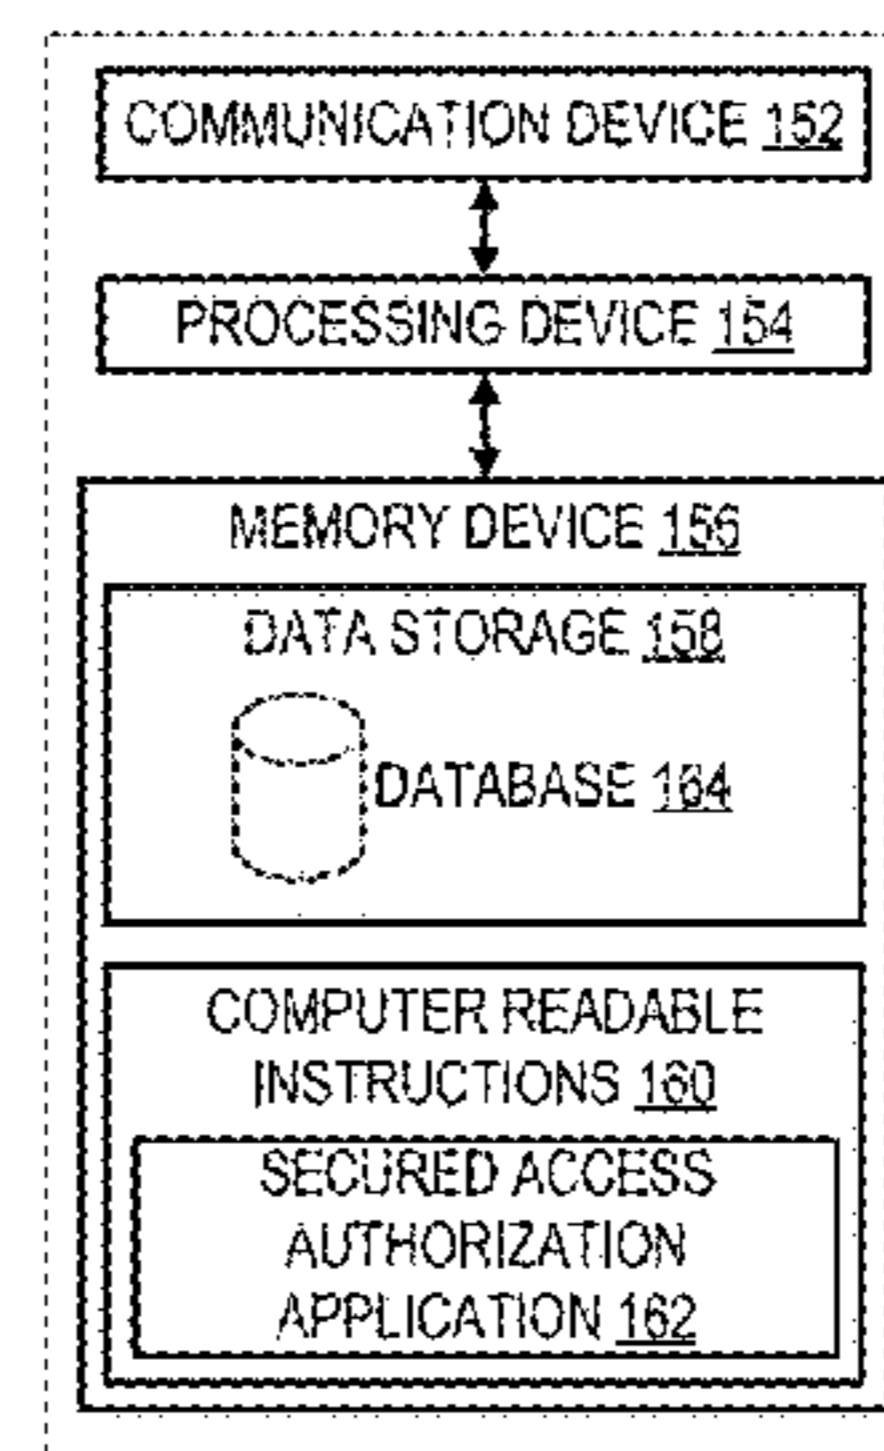 COMMUNICATION DEVICE 152
PROCESSING DEVICE 154
MEMORY DEVICE 156
DATA STORAGE 158
DATABASE 164
COMPUTER READABLE
INSTRUCTIONS 160
SECURED ACCESS
AUTHORIZATION
APPLICATION 162